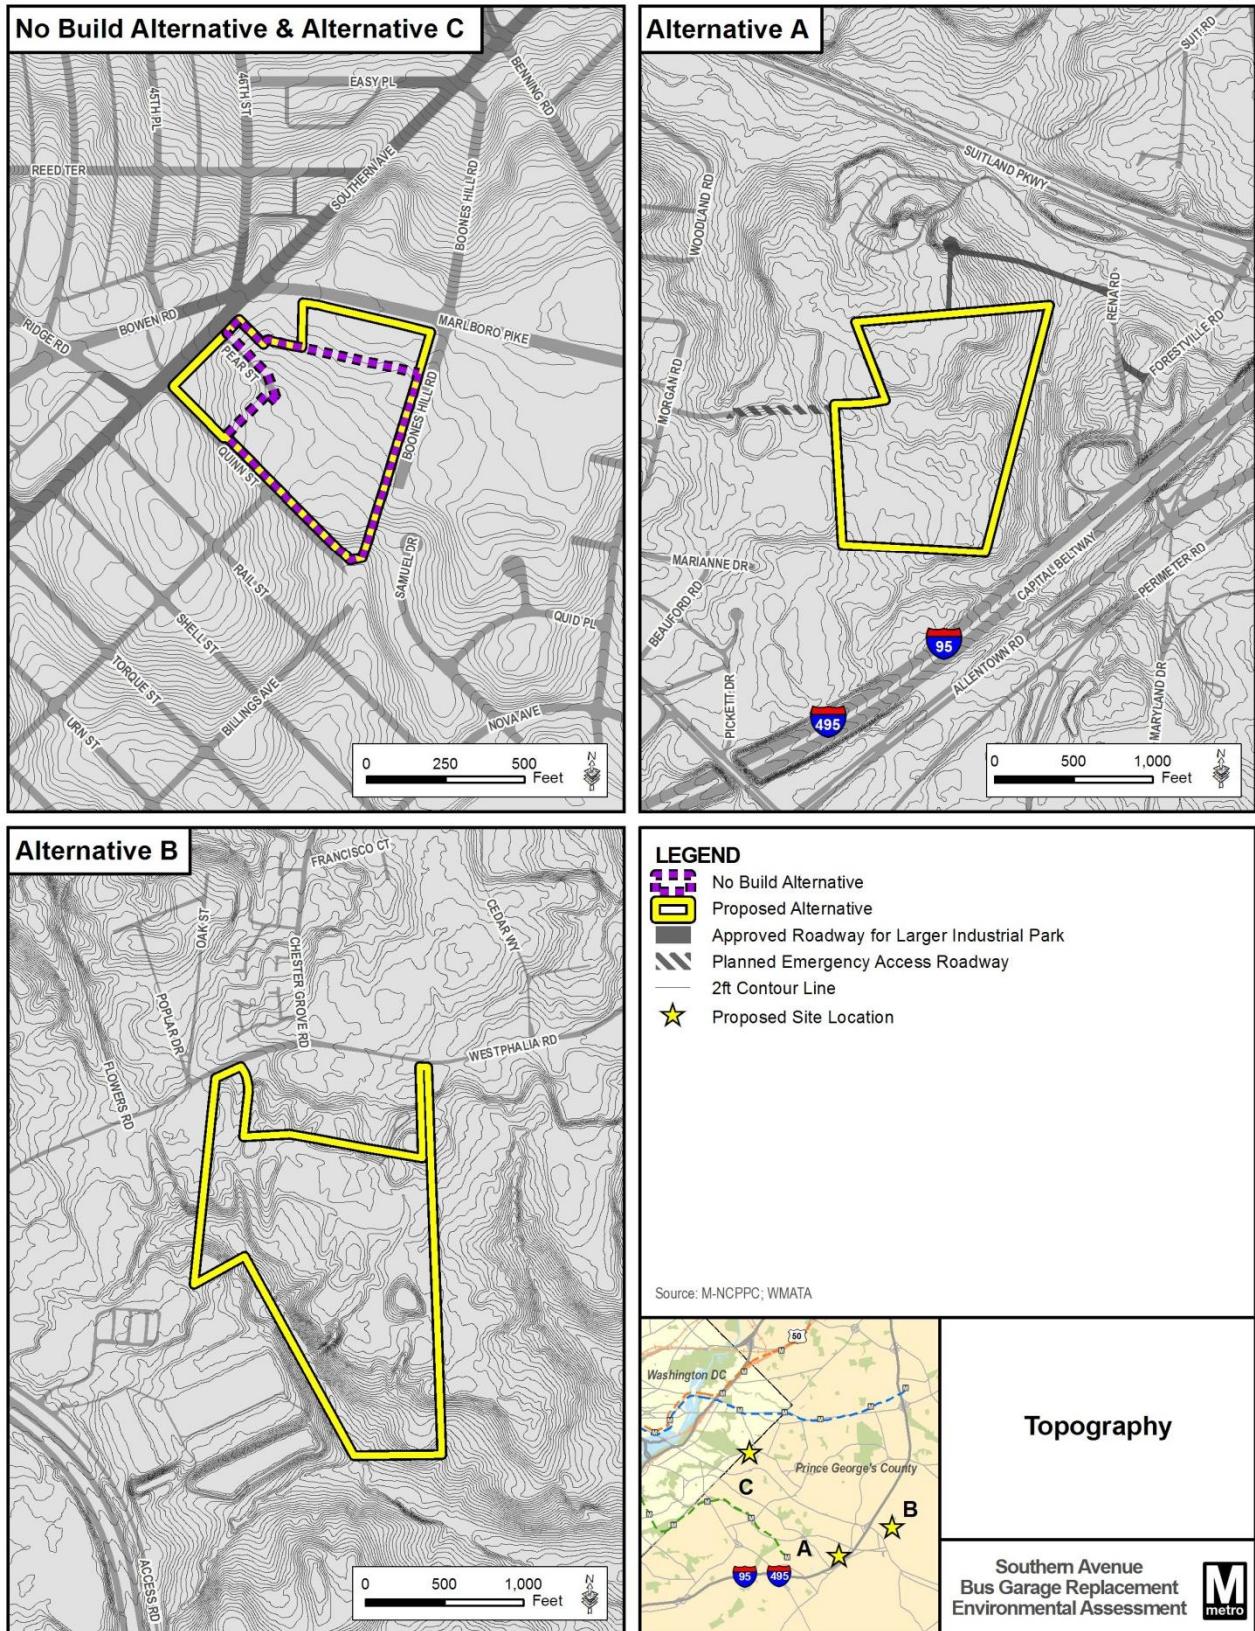 No Build Alternative & Alternative C
EASY PL
BENNING RD
45TH PL
46TH ST
REED TER
SOUTHERN AVE
BOONES HILL RD
BOWEN RD
RIDGE RD
PEAR ST
MARLBORO PIKE
BOONES HILL RD
QUINN ST
SAMUEL DR
RAIL ST
QUID PL
SHELL ST
TORQUE ST
BILLINGS AVE
NOVA AVE
URN ST
0 250 500
Feet
N
Alternative A
SUIT RD
SUITLAND PKWY
WOODLAND RD
RENA RD
FORESTVILLE RD
MORGAN RD
MARIANNE DR
CAPITAL BELTWAY
PERIMETER RD
BEAUFORD RD
95
ALLENTOWN RD
PICKETT DR
495
MARYLAND DR
0 500 1,000
Feet
N
Alternative B
FRANCISCO CT
OAK ST
CEDAR WY
CHESTER GROVE RD
POPLAR DR
WESTPHALIA RD
FLOWERS RD
ACCESS RD
0 500 1,000
Feet
N
LEGEND
No Build Alternative
Proposed Alternative
Approved Roadway for Larger Industrial Park
Planned Emergency Access Roadway
2ft Contour Line
Proposed Site Location
Source: M-NCPPC; WMATA
50
Washington DC
Prince George's County
C
B
A
95
495
Topography
Southern Avenue
Bus Garage Replacement
Environmental Assessment
M
metro